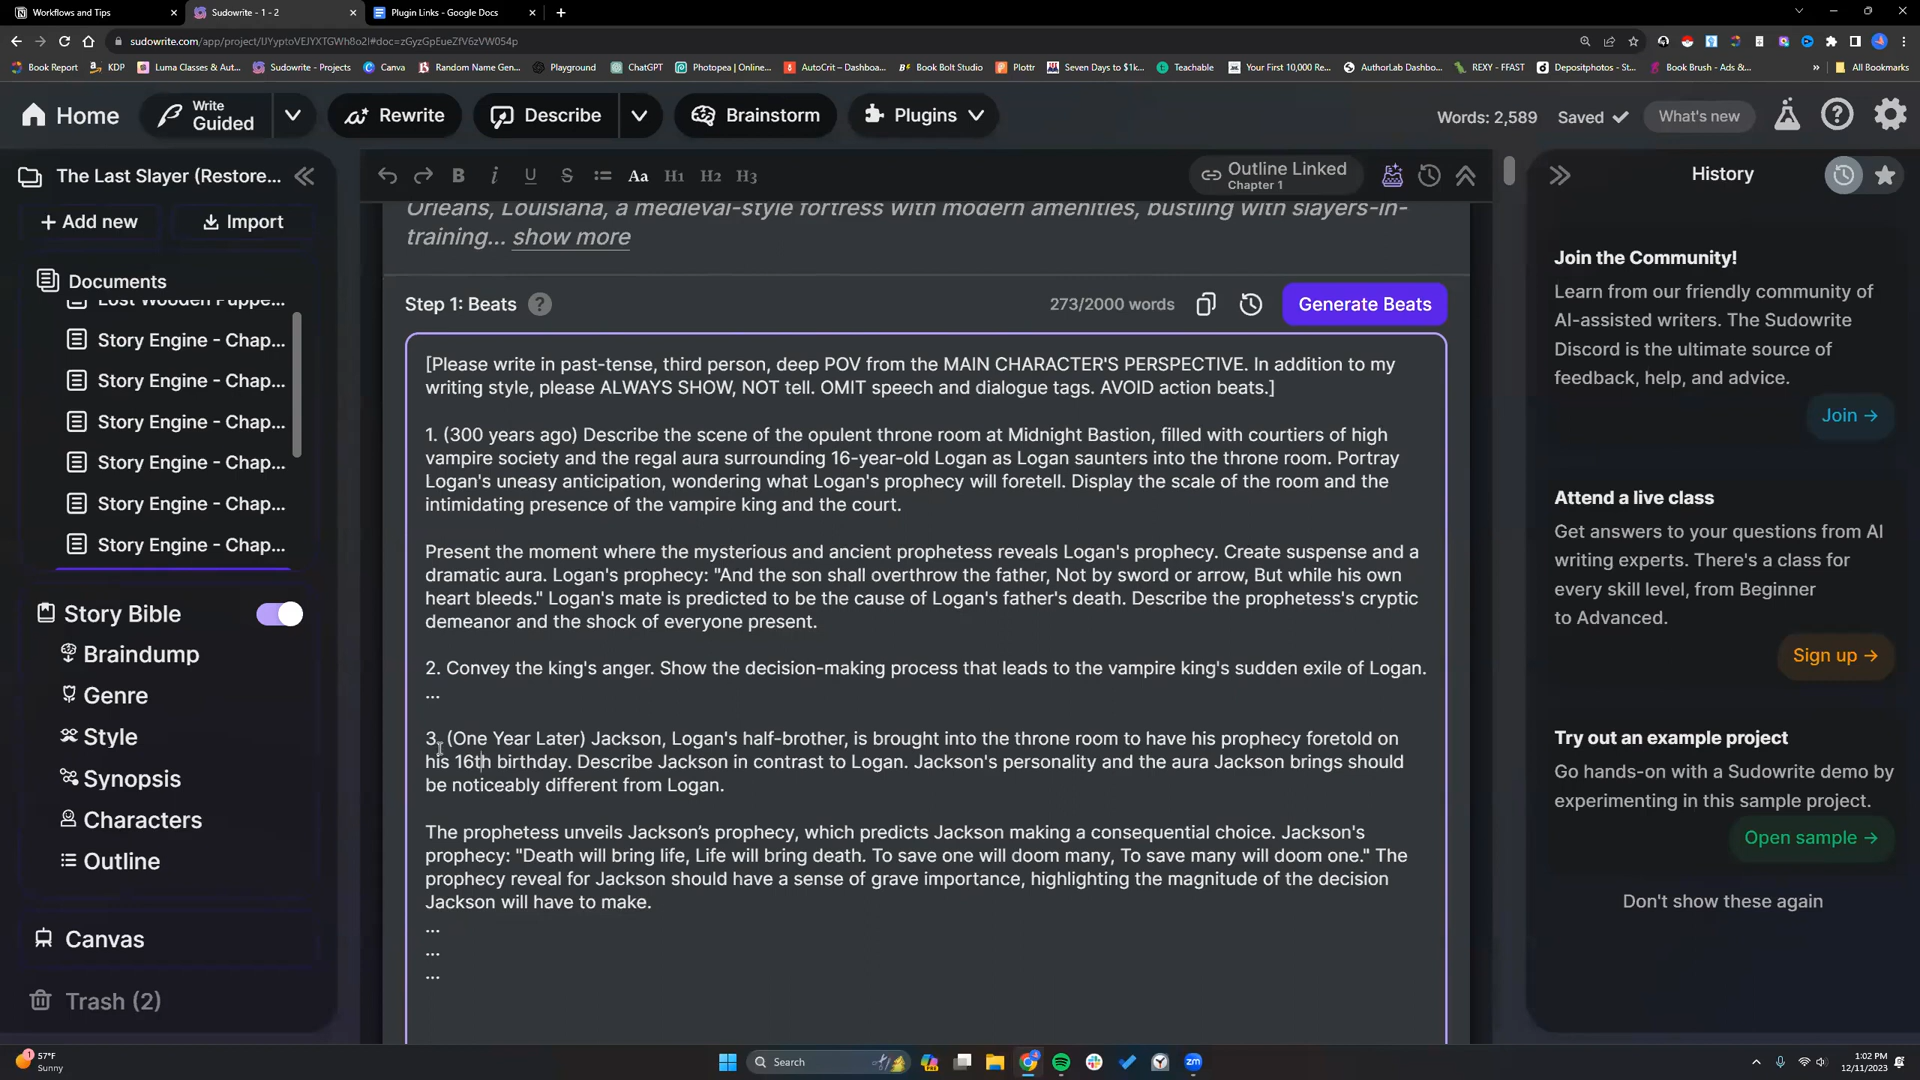 Workflows and Tips
Sudowrite - 1 - 2
Plugin Links - Google Docs
sudowrite.com/app/project/IJYyptoVEJYXTGWh8o2I#doc=zGyzGpEueZfV6zVW054p
Book Report
KDP
Luma Classes & Aut...
Sudowrite - Projects
Canva
Random Name Gen...
Playground
ChatGPT
Photopea | Online...
AutoCrit – Dashboa...
Book Bolt Studio
Plottr
Seven Days to $1k...
Teachable
Your First 10,000 Re...
AuthorLab Dashbo...
REXY - FFAST
Depositphotos - St...
Book Brush - Ads &...
All Bookmarks
Home
Write Guided
Rewrite
Describe
Brainstorm
Plugins
Words: 2,589
Saved
What's new
The Last Slayer (Restore...
B i U S Aa H1 H2 H3
Outline Linked
Chapter 1
History
+ Add new
Import
Orleans, Louisiana, a medieval-style fortress with modern amenities, bustling with slayers-in-
training... show more
Documents
Lost Wooden Puppe...
Story Engine - Chap...
Story Engine - Chap...
Story Engine - Chap...
Story Engine - Chap...
Story Engine - Chap...
Story Engine - Chap...
Story Bible
Braindump
Genre
Style
Synopsis
Characters
Outline
Canvas
Trash (2)
Step 1: Beats
273/2000 words
Generate Beats
[Please write in past-tense, third person, deep POV from the MAIN CHARACTER'S PERSPECTIVE. In addition to my
writing style, please ALWAYS SHOW, NOT tell. OMIT speech and dialogue tags. AVOID action beats.]
1. (300 years ago) Describe the scene of the opulent throne room at Midnight Bastion, filled with courtiers of high
vampire society and the regal aura surrounding 16-year-old Logan as Logan saunters into the throne room. Portray
Logan's uneasy anticipation, wondering what Logan's prophecy will foretell. Display the scale of the room and the
intimidating presence of the vampire king and the court.
Present the moment where the mysterious and ancient prophetess reveals Logan's prophecy. Create suspense and a
dramatic aura. Logan's prophecy: "And the son shall overthrow the father, Not by sword or arrow, But while his own
heart bleeds." Logan's mate is predicted to be the cause of Logan's father's death. Describe the prophetess's cryptic
demeanor and the shock of everyone present.
2. Convey the king's anger. Show the decision-making process that leads to the vampire king's sudden exile of Logan.
...
3. (One Year Later) Jackson, Logan's half-brother, is brought into the throne room to have his prophecy foretold on
his 16th birthday. Describe Jackson in contrast to Logan. Jackson's personality and the aura Jackson brings should
be noticeably different from Logan.
The prophetess unveils Jackson's prophecy, which predicts Jackson making a consequential choice. Jackson's
prophecy: "Death will bring life, Life will bring death. To save one will doom many, To save many will doom one." The
prophecy reveal for Jackson should have a sense of grave importance, highlighting the magnitude of the decision
Jackson will have to make.
...
...
...
Join the Community!
Learn from our friendly community of
AI-assisted writers. The Sudowrite
Discord is the ultimate source of
feedback, help, and advice.
Join →
Attend a live class
Get answers to your questions from AI
writing experts. There's a class for
every skill level, from Beginner
to Advanced.
Sign up →
Try out an example project
Go hands-on with a Sudowrite demo by
experimenting in this sample project.
Open sample →
Don't show these again
57°F
Sunny
Search
1:02 PM
12/11/2023